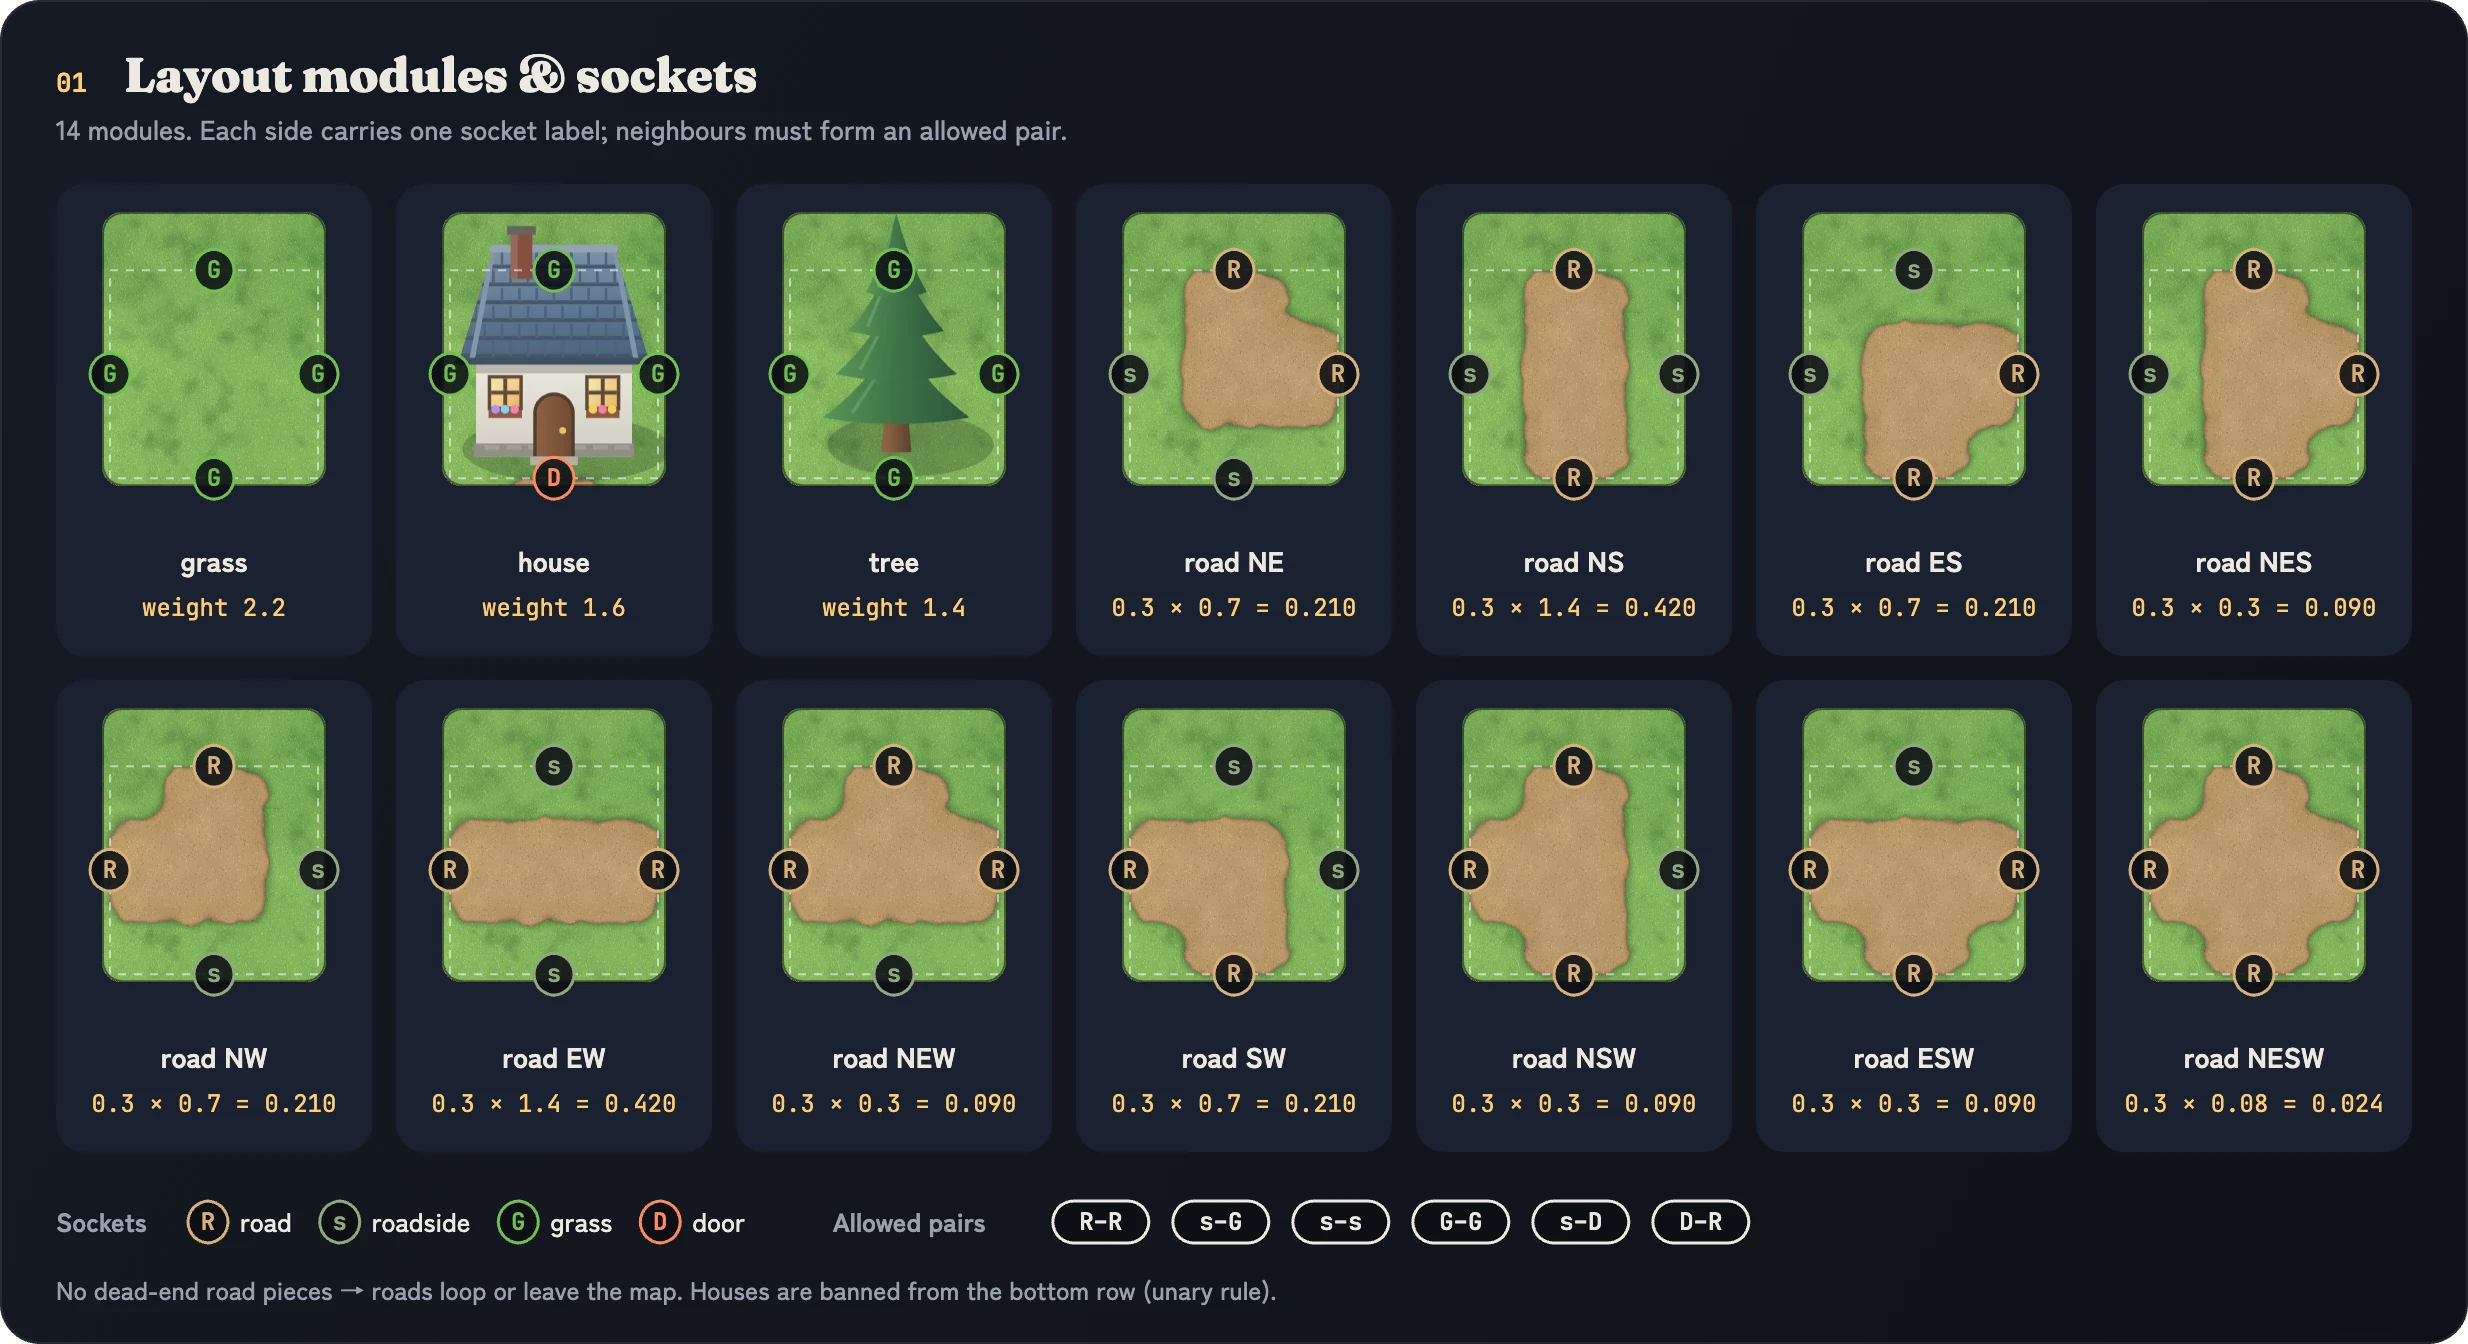 01 Layout modules & sockets
14 modules. Each side carries one socket label; neighbours must form an allowed pair.
G G G R R s R
G G G G G G s R s s s R s R
G D G s R R R
grass house tree road NE road NS road ES road NES
weight 2.2 weight 1.6 weight 1.4 0.3 × 0.7 = 0.210 0.3 × 1.4 = 0.420 0.3 × 0.7 = 0.210 0.3 × 0.3 = 0.090
R s R s R s R
R s R R R R R s R s R R R R
s s s R R R R
road NW road EW road NEW road SW road NSW road ESW road NESW
0.3 × 0.7 = 0.210 0.3 × 1.4 = 0.420 0.3 × 0.3 = 0.090 0.3 × 0.7 = 0.210 0.3 × 0.3 = 0.090 0.3 × 0.3 = 0.090 0.3 × 0.08 = 0.024
Sockets R road s roadside G grass D door Allowed pairs R–R s–G s–s G–G s–D D–R
No dead-end road pieces → roads loop or leave the map. Houses are banned from the bottom row (unary rule).